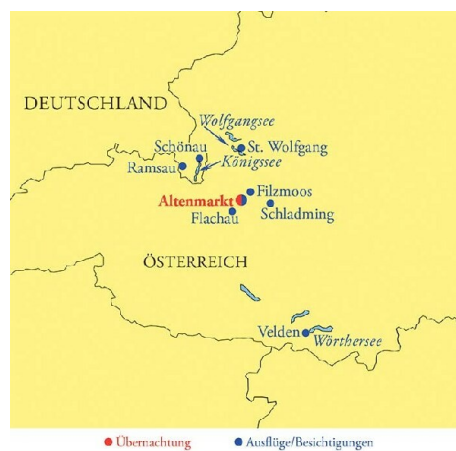 DEUTSCHLAND
Wolfgangsee
St. Wolfgang
Schönau
Königssee
Ramsau
Filzmoos
Altenmarkt
Schladming
Flachau
ÖSTERREICH
Velden
Wörthersee
Übernachtung
Ausflüge/Besichtigungen